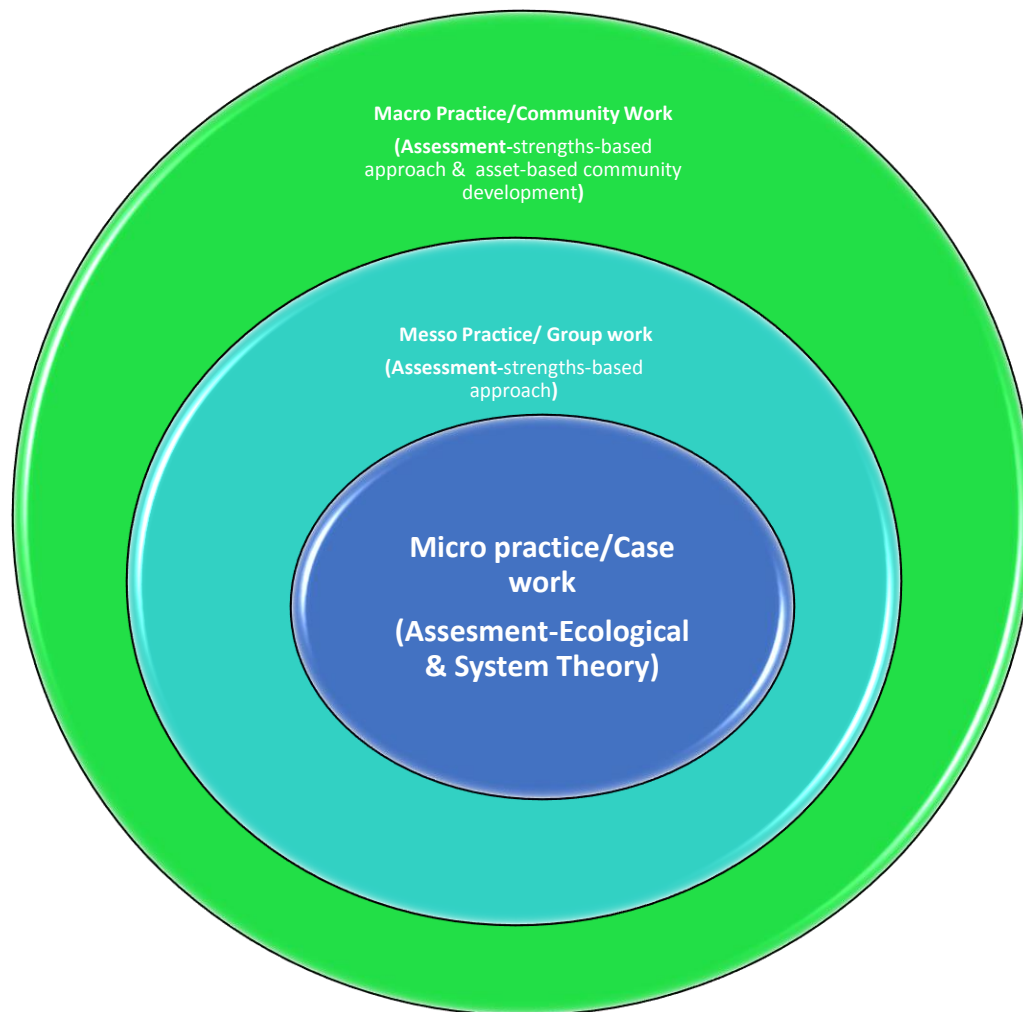 Macro Practice/Community Work
(Assessment-strengths-based
approach &  asset-based community
development)
Messo Practice/ Group work
(Assessment-strengths-based
approach)
Micro practice/Case
work
(Assesment-Ecological
& System Theory)